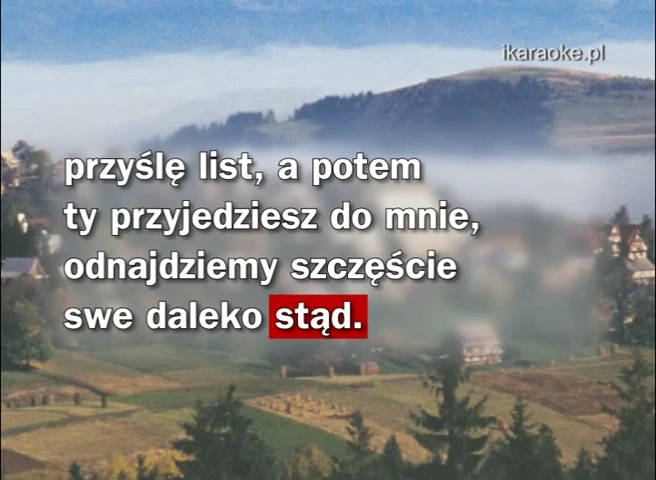 ikaraoke.pl
przyślę list, a potem
ty przyjedziesz do mnie,
odnajdziemy szczęście
swe daleko stąd.